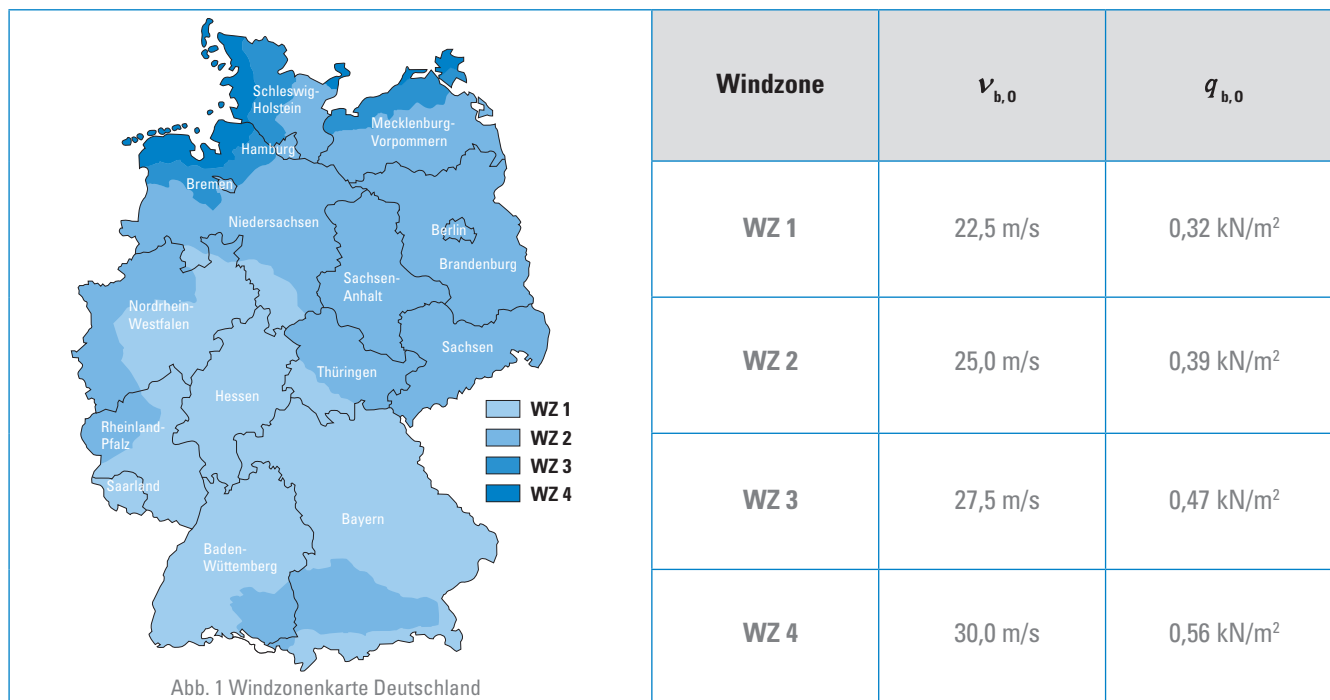 Schleswig-
Holstein
Mecklenburg-
Vorpommern
Hamburg
Bremen
Niedersachsen
Berlin
Brandenburg
Sachsen-
Anhalt
Nordrhein-
Westfalen
Sachsen
Thüringen
Hessen
Rheinland-
Pfalz
Saarland
Bayern
Baden-
Wüttemberg
WZ 1
WZ 2
WZ 3
WZ 4
Abb. 1 Windzonenkarte Deutschland
Windzone v b,0 q b,0
WZ 1 22,5 m/s 0,32 kN/m²
WZ 2 25,0 m/s 0,39 kN/m²
WZ 3 27,5 m/s 0,47 kN/m²
WZ 4 30,0 m/s 0,56 kN/m²